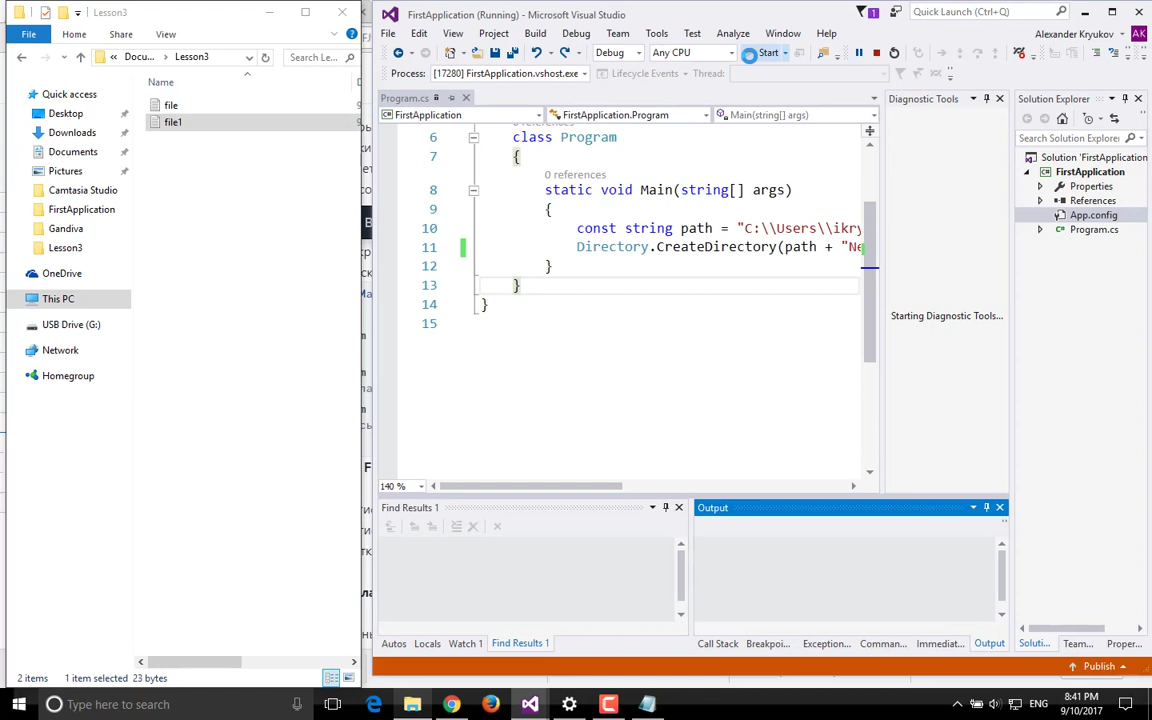 Lesson3
File
Home
Share
View
Docu...
Lesson3
Search Le...
Name
Quick access
Desktop
Downloads
Documents
Pictures
Camtasia Studio
FirstApplication
Gandiva
Lesson3
OneDrive
This PC
USB Drive (G:)
Network
Homegroup
file
file1
2 items
1 item selected
23 bytes
FirstApplication (Running) - Microsoft Visual Studio
1
Quick Launch (Ctrl+Q)
File Edit View Project Build Debug Team Tools Test Analyze Window Help
Alexander Kryukov AK
Debug
Any CPU
Start
Process: [17280] FirstApplication.vshost.exe
Lifecycle Events
Thread:
Program.cs
FirstApplication
FirstApplication.Program
Main(string[] args)
6 class Program
7 {
0 references
8 static void Main(string[] args)
9 {
10 const string path = "C:\\Users\\ikry
11 Directory.CreateDirectory(path + "Ne
12 }
13 }
14 }
15
140 %
Diagnostic Tools
Starting Diagnostic Tools...
Solution Explorer
Search Solution Explorer
Solution 'FirstApplication
FirstApplication
Properties
References
App.config
Program.cs
Find Results 1
Output
Autos Locals Watch 1 Find Results 1
Call Stack Breakpoi... Exception... Comman... Immediat... Output
Soluti... Team... Proper...
Publish
Type here to search
ENG
8:41 PM
9/10/2017